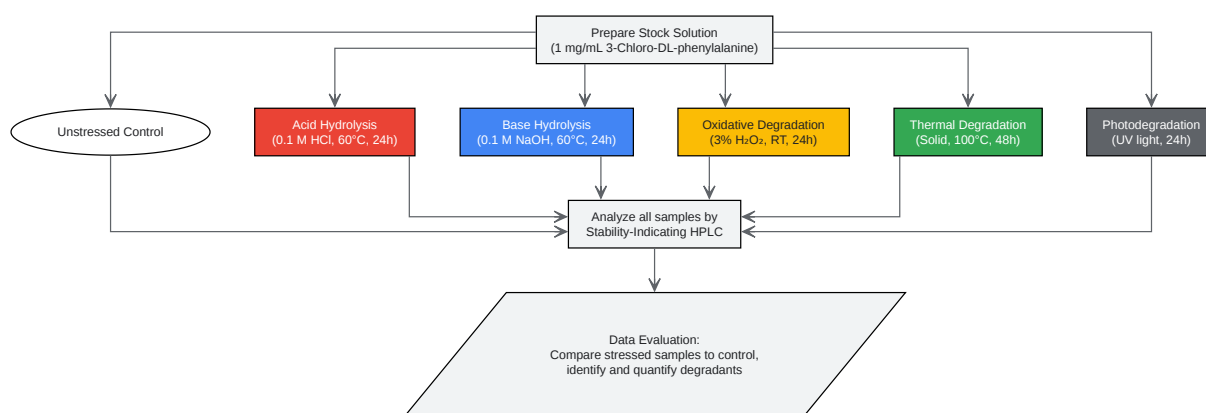 Prepare Stock Solution
(1 mg/mL 3-Chloro-DL-phenylalanine)
Unstressed Control
Acid Hydrolysis
(0.1 M HCl, 60°C, 24h)
Base Hydrolysis
(0.1 M NaOH, 60°C, 24h)
Oxidative Degradation
(3% H₂O₂, RT, 24h)
Thermal Degradation
(Solid, 100°C, 48h)
Photodegradation
(UV light, 24h)
Analyze all samples by
Stability-Indicating HPLC
Data Evaluation:
Compare stressed samples to control,
identify and quantify degradants